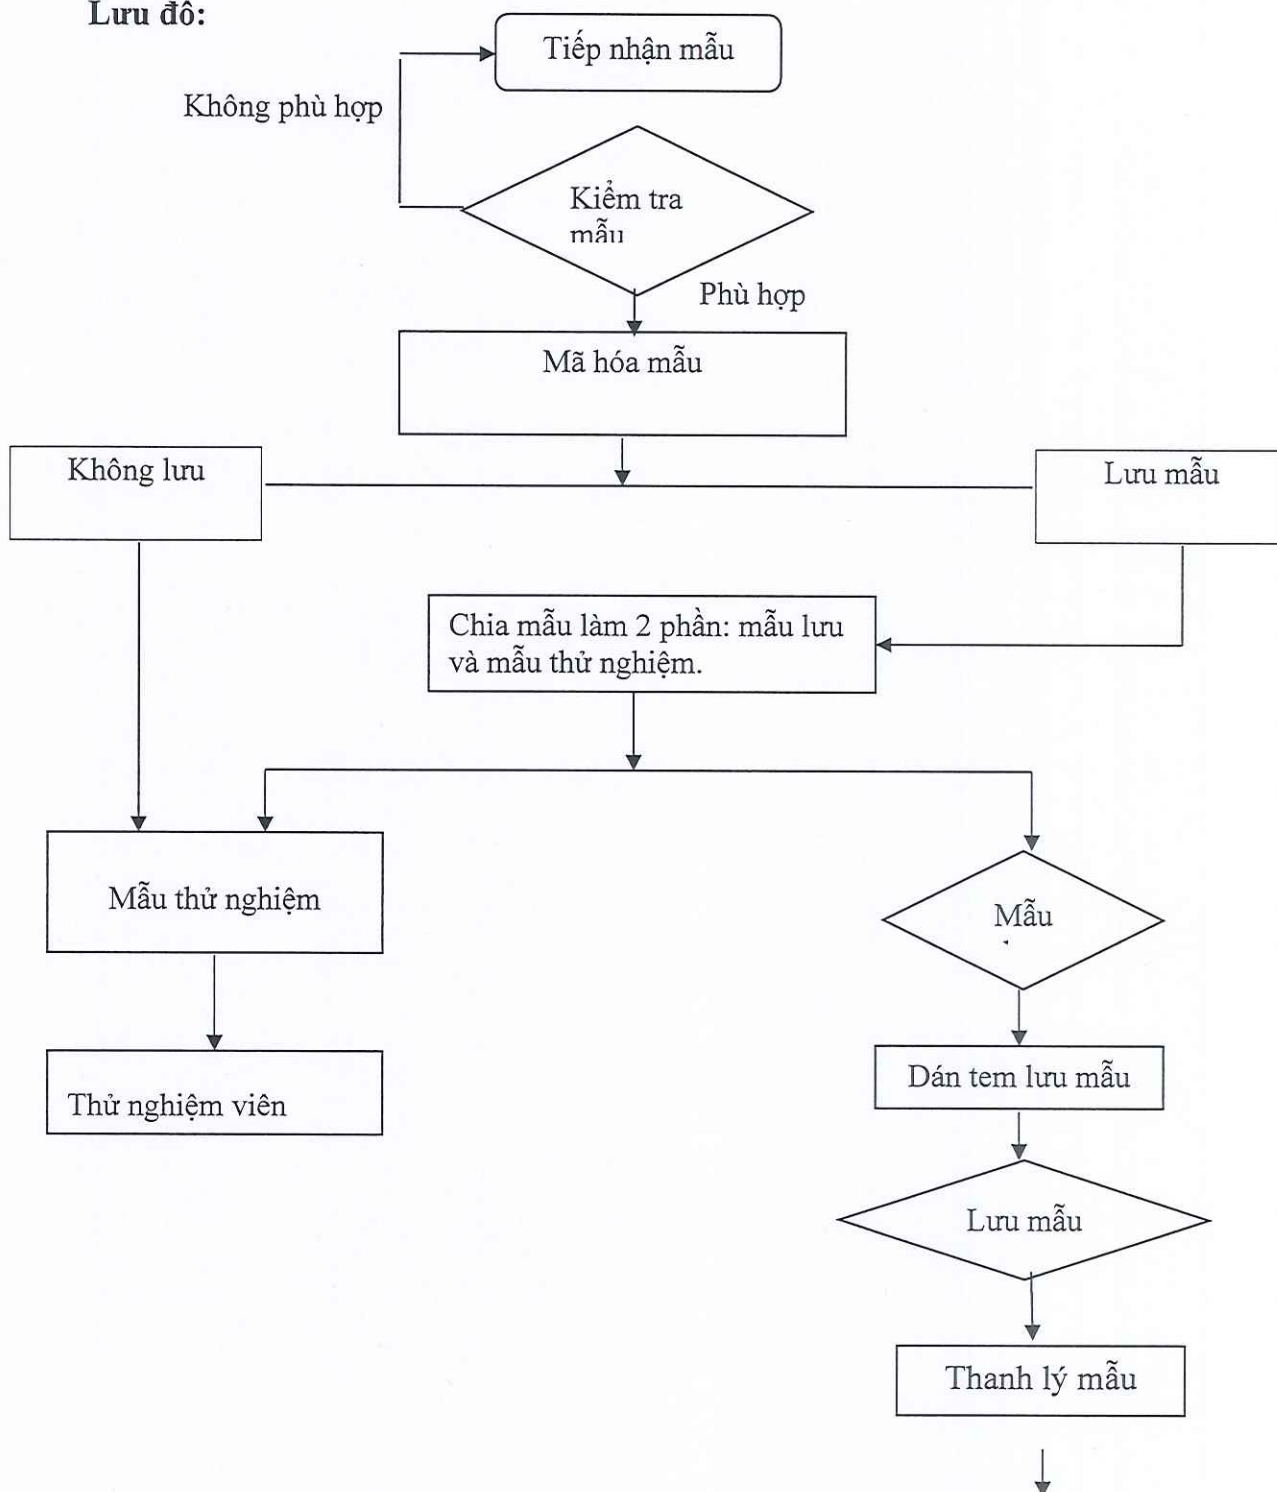 Lưu đồ:
Tiếp nhận mẫu
Không phù hợp
Kiểm tra
mẫu
Phù hợp
Mã hóa mẫu
Không lưu
Lưu mẫu
Chia mẫu làm 2 phần: mẫu lưu
và mẫu thử nghiệm.
Mẫu thử nghiệm
Mẫu
Thử nghiệm viên
Dán tem lưu mẫu
Lưu mẫu
Thanh lý mẫu